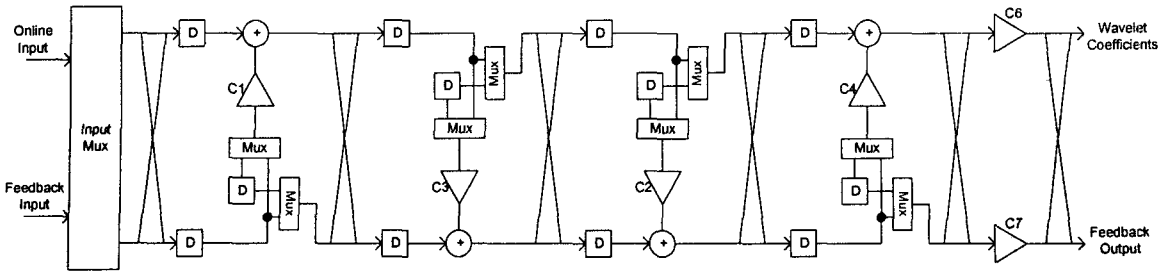 Online
Input
Feedback
Input
Input
Mux
D
D
+
C1
Mux
D
Mux
D
D
D
Mux
Mux
C3
+
D
D
D
Mux
Mux
C2
+
D
D
+
C4
Mux
D
Mux
C6
C7
Wavelet
Coefficients
Feedback
Output